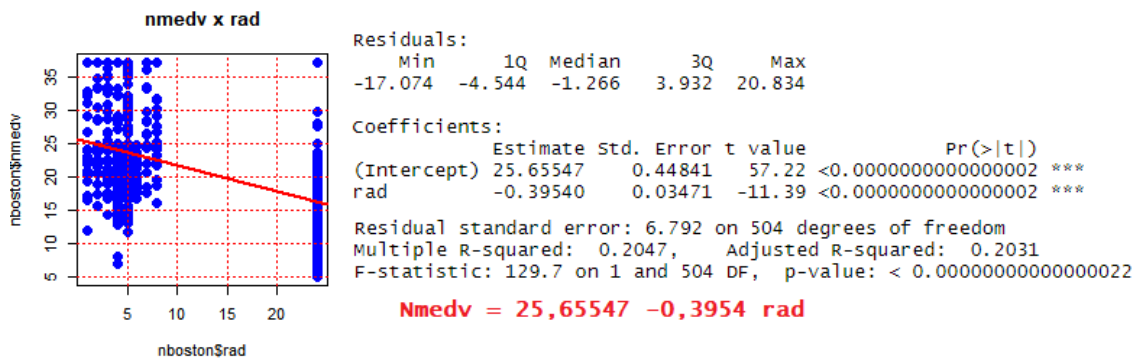 nmedv x rad
nboston$nmedv
35
30
25
20
15
10
5
5 10 15 20
nboston$rad
Residuals:
Min 1Q Median 3Q Max
-17.074 -4.544 -1.266 3.932 20.834
Coefficients:
Estimate Std. Error t value Pr(>|t|)
(Intercept) 25.65547 0.44841 57.22 <0.0000000000000002 ***
rad -0.39540 0.03471 -11.39 <0.0000000000000002 ***
Residual standard error: 6.792 on 504 degrees of freedom
Multiple R-squared: 0.2047, Adjusted R-squared: 0.2031
F-statistic: 129.7 on 1 and 504 DF, p-value: < 0.00000000000000022
Nmedv = 25,65547 -0,3954 rad